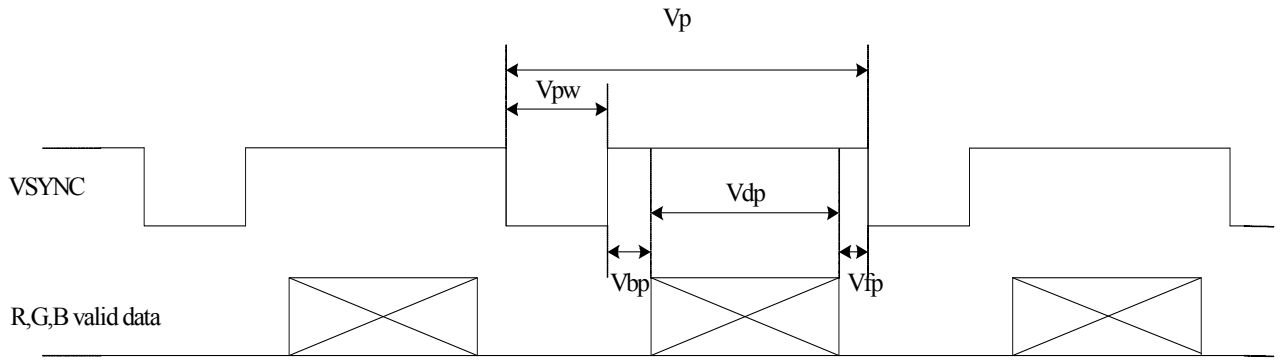 Vp
Vpw
VSYNC
Vdp
Vbp
Vfp
R,G,B valid data